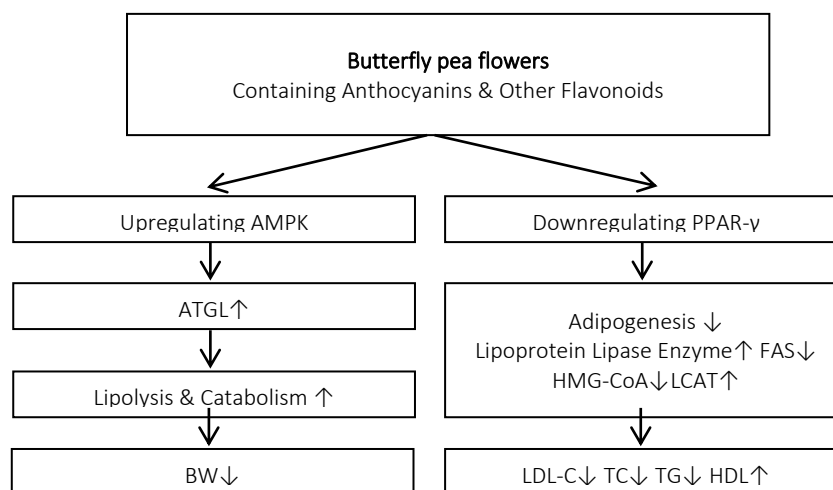 Butterfly pea flowers
Containing Anthocyanins & Other Flavonoids
Upregulating AMPK
Downregulating PPAR-γ
ATGL↑
Adipogenesis ↓
Lipoprotein Lipase Enzyme↑ FAS↓
HMG-CoA↓LCAT↑
Lipolysis & Catabolism ↑
BW↓
LDL-C↓ TC↓ TG↓ HDL↑